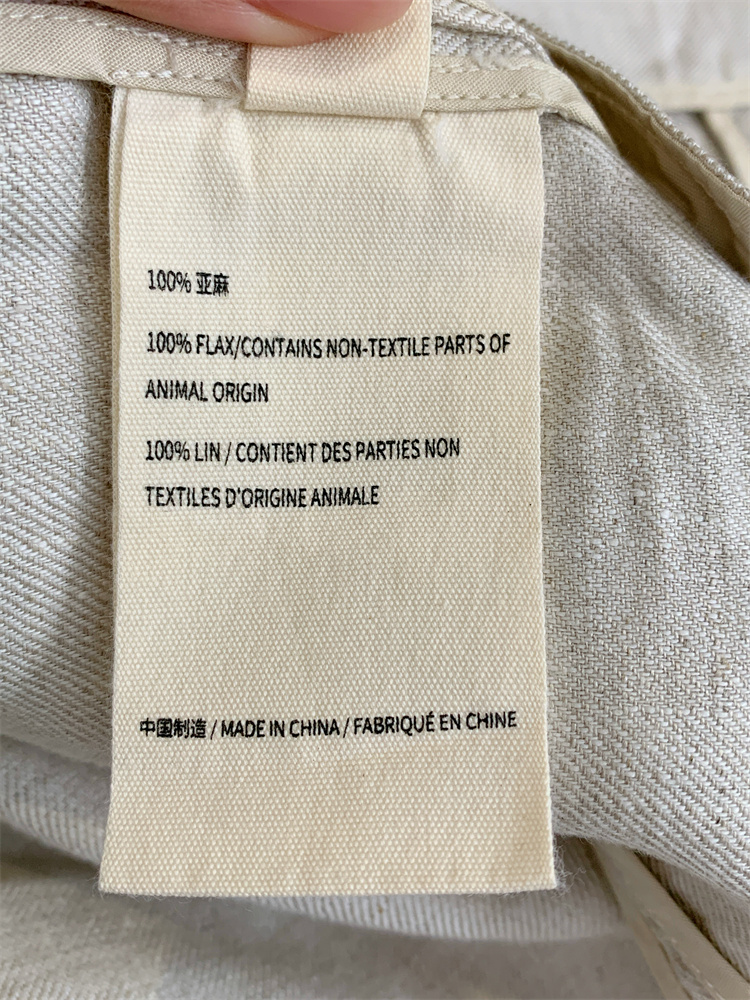 100% 亚麻
100% FLAX/CONTAINS NON-TEXTILE PARTS OF
ANIMAL ORIGIN
100% LIN / CONTIENT DES PARTIES NON
TEXTILES D'ORIGINE ANIMALE
中国制造 / MADE IN CHINA / FABRIQUÉ EN CHINE